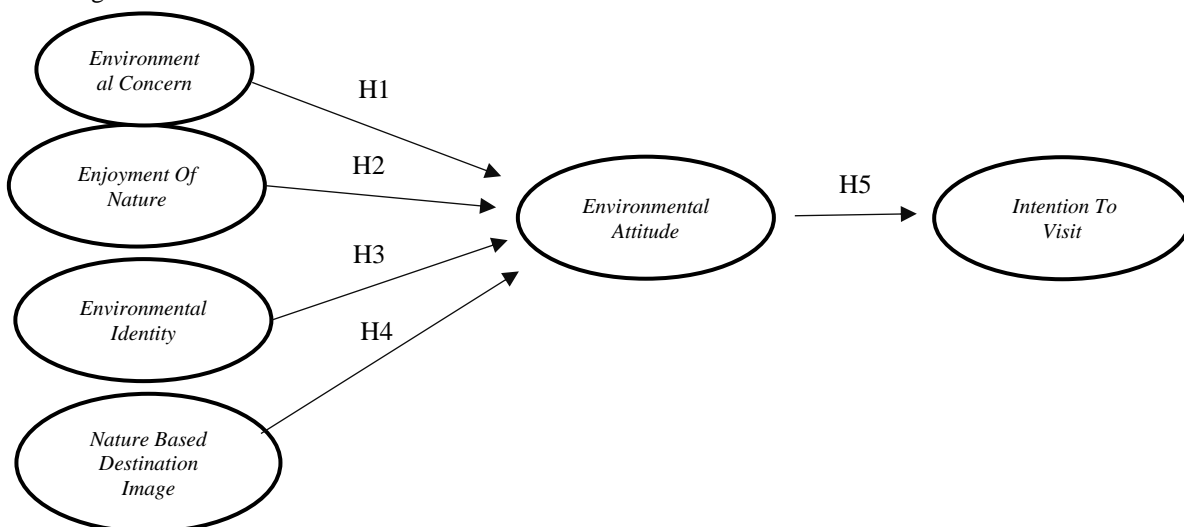 Environment
al Concern
H1
Enjoyment Of
Nature
H2
Environmental
Identity
H3
Nature Based
Destination
Image
H4
Environmental
Attitude
H5
Intention To
Visit